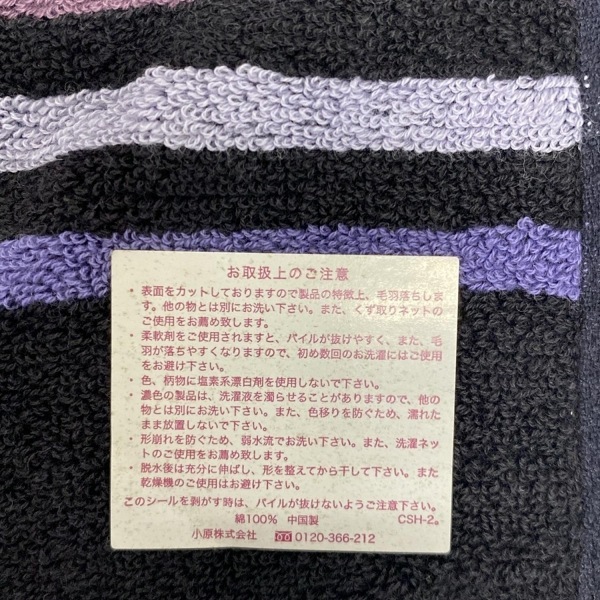 お取扱上のご注意
・表面をカットしておりますので製品の特徴上、毛羽落ちしま
す。他の物とは別にお洗い下さい。また、くず取りネットの
ご使用をお薦め致します。
・柔軟剤をご使用されますと、パイルが抜けやすく、また、毛
羽が落ちやすくなりますので、初め数回のお洗濯にはご使用
をお避け下さい。
・色、柄物に塩素系漂白剤を使用しないで下さい。
・濃色の製品は、洗濯液を濁らせることがありますので、他の
物とは別にお洗い下さい。また、色移りを防ぐため、濡れた
まま放置しないで下さい。
・形崩れを防ぐため、弱水流でお洗い下さい。また、洗濯ネッ
トのご使用をお薦め致します。
・脱水後は充分に伸ばし、形を整えてから干して下さい。また
乾燥機のご使用はお避け下さい。
このシールを剥がす時は、パイルが抜けないようご注意下さい。
綿100% 中国製 CSH-2。
小原株式会社 0120-366-212